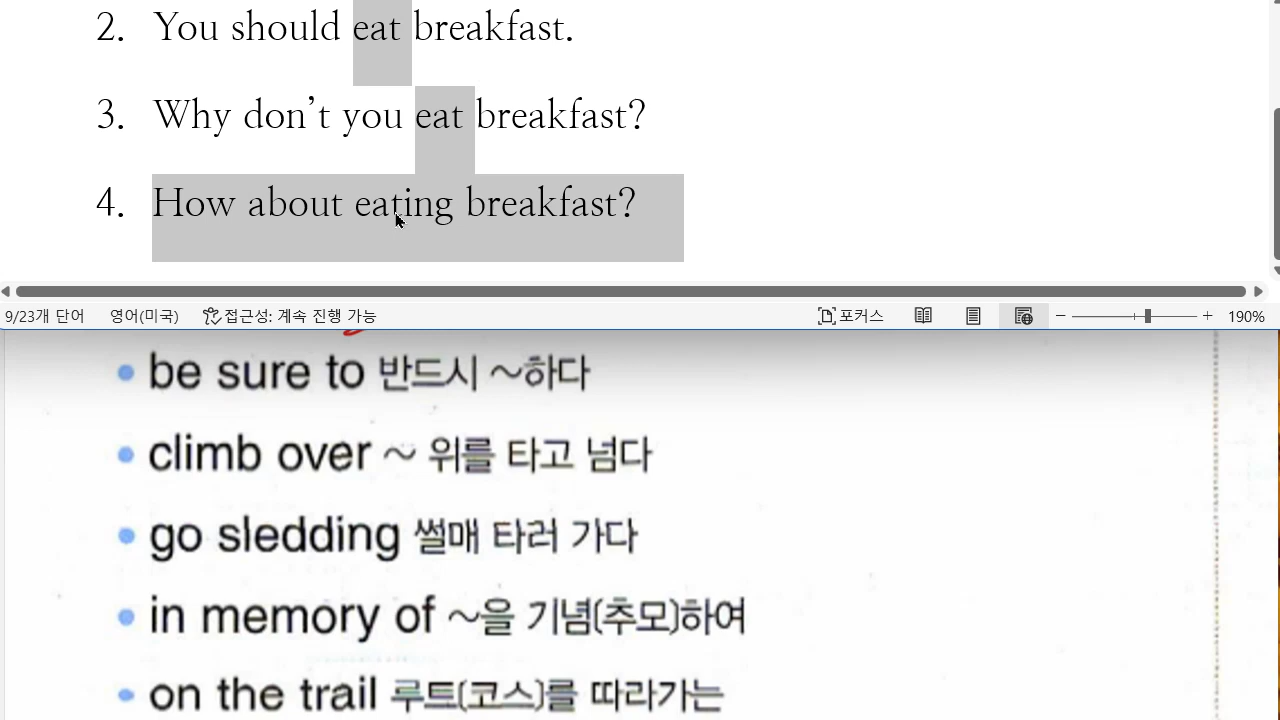 2. You should eat breakfast.
3. Why don’t you eat breakfast?
4. How about eating breakfast?
9/23개 단어 영어(미국) 접근성: 계속 진행 가능 포커스 190%
• be sure to 반드시 ~하다
• climb over ~ 위를 타고 넘다
• go sledding 썰매 타러 가다
• in memory of ~을 기념(추모)하여
• on the trail 루트(코스)를 따라가는